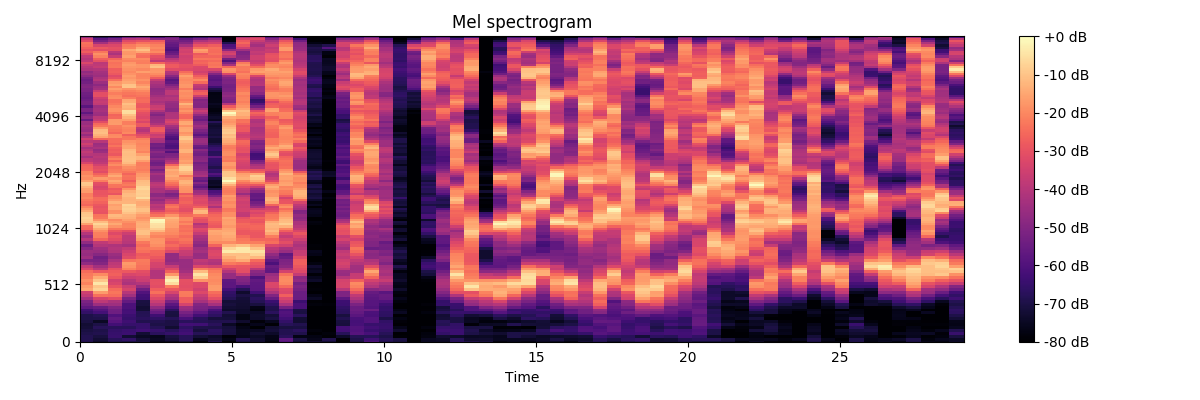 Mel spectrogram
Hz
8192
4096
2048
1024
512
0
0 5 10 15 20 25
Time
+0 dB
-10 dB
-20 dB
-30 dB
-40 dB
-50 dB
-60 dB
-70 dB
-80 dB